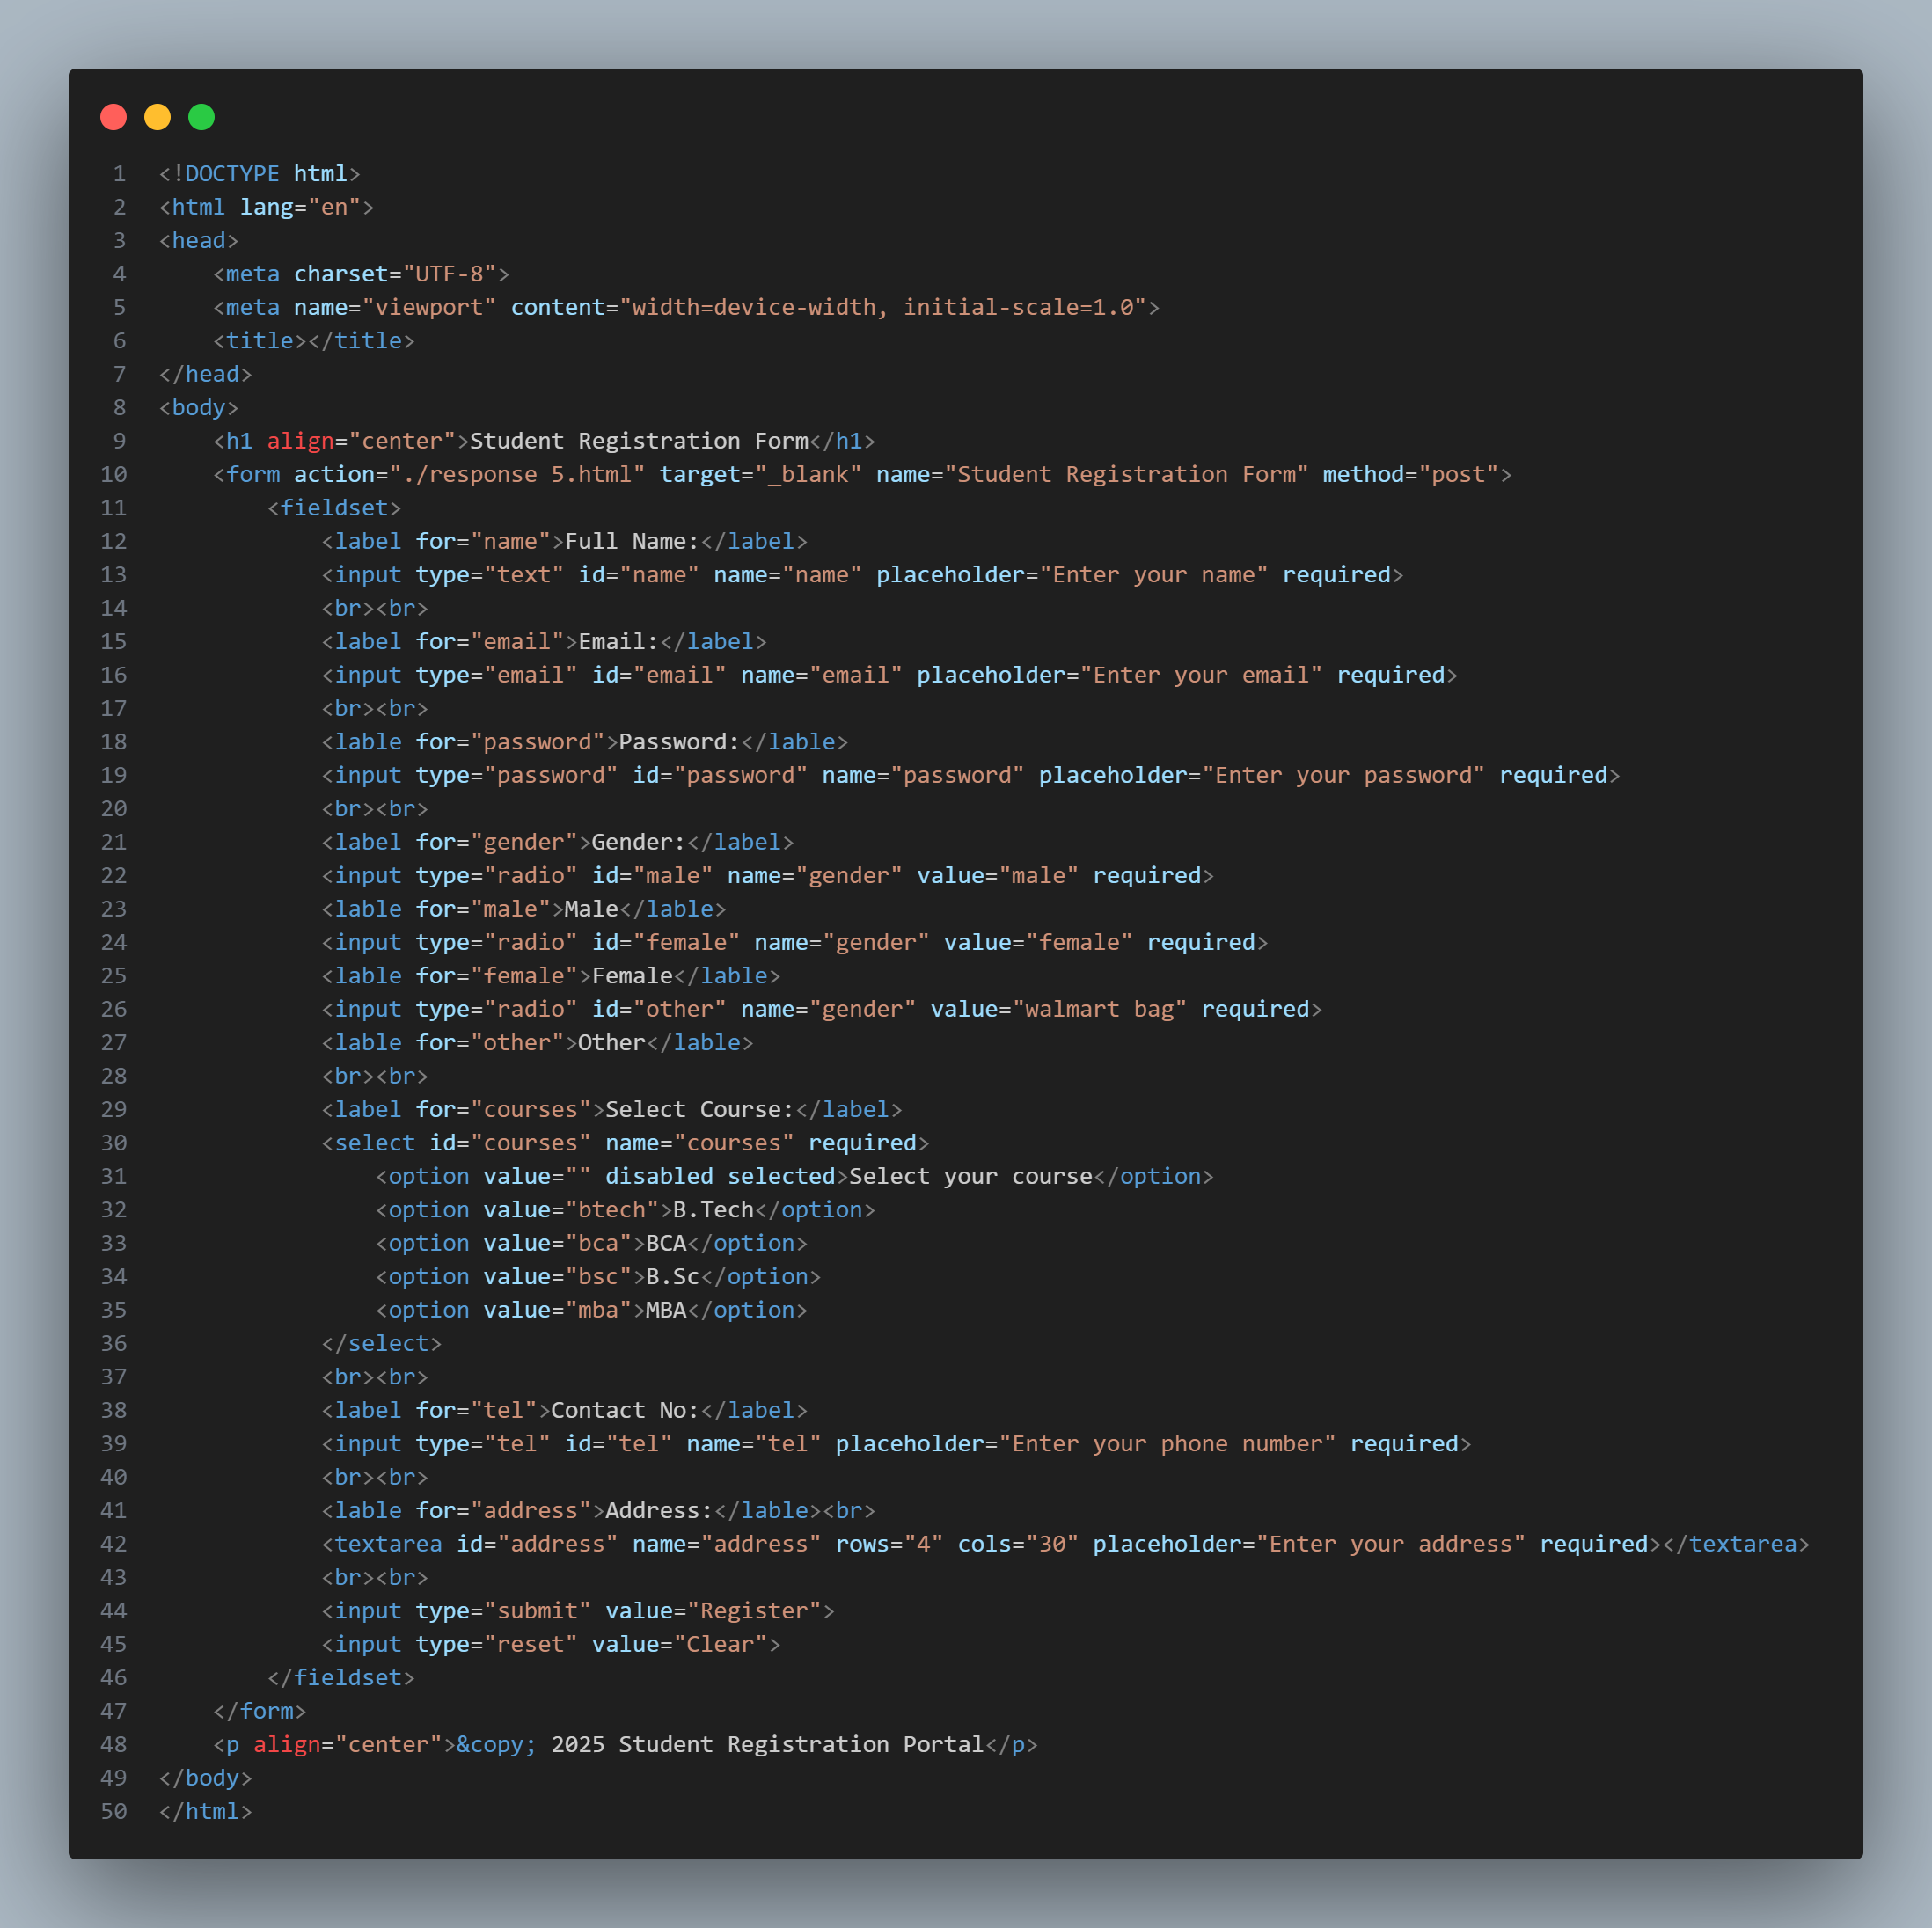 1 <!DOCTYPE html>
2 <html lang="en">
3 <head>
4     <meta charset="UTF-8">
5     <meta name="viewport" content="width=device-width, initial-scale=1.0">
6     <title></title>
7 </head>
8 <body>
9     <h1 align="center">Student Registration Form</h1>
10     <form action="./response 5.html" target="_blank" name="Student Registration Form" method="post">
11         <fieldset>
12             <label for="name">Full Name:</label>
13             <input type="text" id="name" name="name" placeholder="Enter your name" required>
14             <br><br>
15             <label for="email">Email:</label>
16             <input type="email" id="email" name="email" placeholder="Enter your email" required>
17             <br><br>
18             <lable for="password">Password:</lable>
19             <input type="password" id="password" name="password" placeholder="Enter your password" required>
20             <br><br>
21             <label for="gender">Gender:</label>
22             <input type="radio" id="male" name="gender" value="male" required>
23             <lable for="male">Male</lable>
24             <input type="radio" id="female" name="gender" value="female" required>
25             <lable for="female">Female</lable>
26             <input type="radio" id="other" name="gender" value="walmart bag" required>
27             <lable for="other">Other</lable>
28             <br><br>
29             <label for="courses">Select Course:</label>
30             <select id="courses" name="courses" required>
31                 <option value="" disabled selected>Select your course</option>
32                 <option value="btech">B.Tech</option>
33                 <option value="bca">BCA</option>
34                 <option value="bsc">B.Sc</option>
35                 <option value="mba">MBA</option>
36             </select>
37             <br><br>
38             <label for="tel">Contact No:</label>
39             <input type="tel" id="tel" name="tel" placeholder="Enter your phone number" required>
40             <br><br>
41             <lable for="address">Address:</lable><br>
42             <textarea id="address" name="address" rows="4" cols="30" placeholder="Enter your address" required></textarea>
43             <br><br>
44             <input type="submit" value="Register">
45             <input type="reset" value="Clear">
46         </fieldset>
47     </form>
48     <p align="center">&copy; 2025 Student Registration Portal</p>
49 </body>
50 </html>